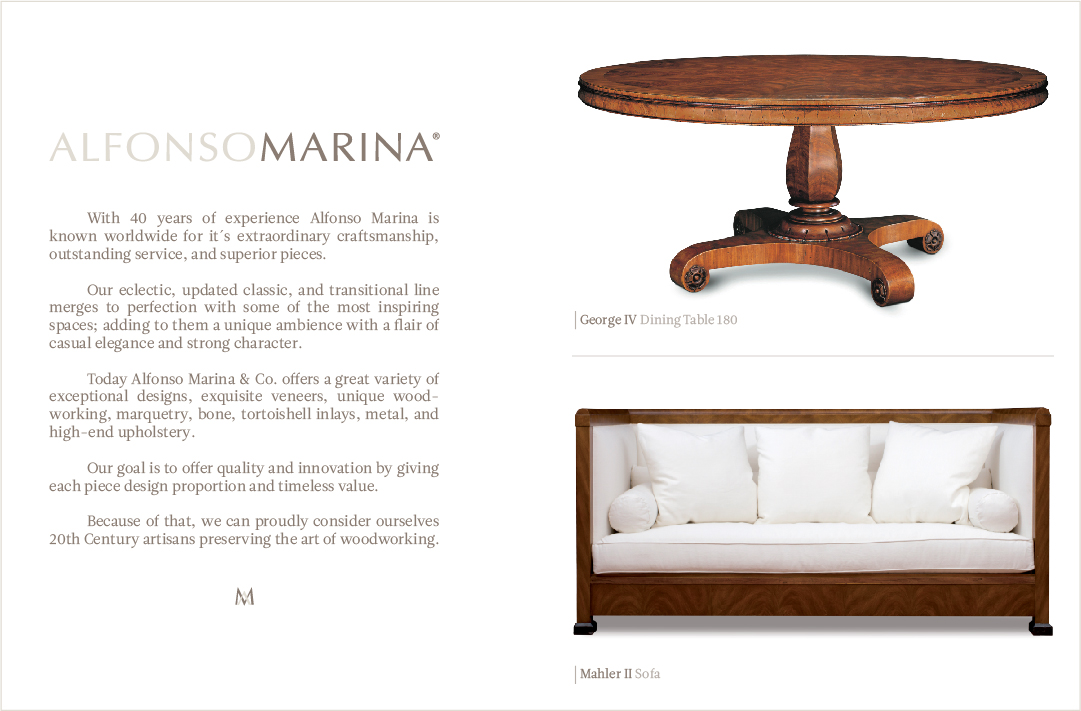 ALFONSOMARINA®
With 40 years of experience Alfonso Marina is
known worldwide for it´s extraordinary craftsmanship,
outstanding service, and superior pieces.
Our eclectic, updated classic, and transitional line
merges to perfection with some of the most inspiring
spaces; adding to them a unique ambience with a flair of
casual elegance and strong character.
Today Alfonso Marina & Co. offers a great variety of
exceptional designs, exquisite veneers, unique wood-
working, marquetry, bone, tortoishell inlays, metal, and
high-end upholstery.
Our goal is to offer quality and innovation by giving
each piece design proportion and timeless value.
Because of that, we can proudly consider ourselves
20th Century artisans preserving the art of woodworking.
M
George IV Dining Table 180
Mahler II Sofa